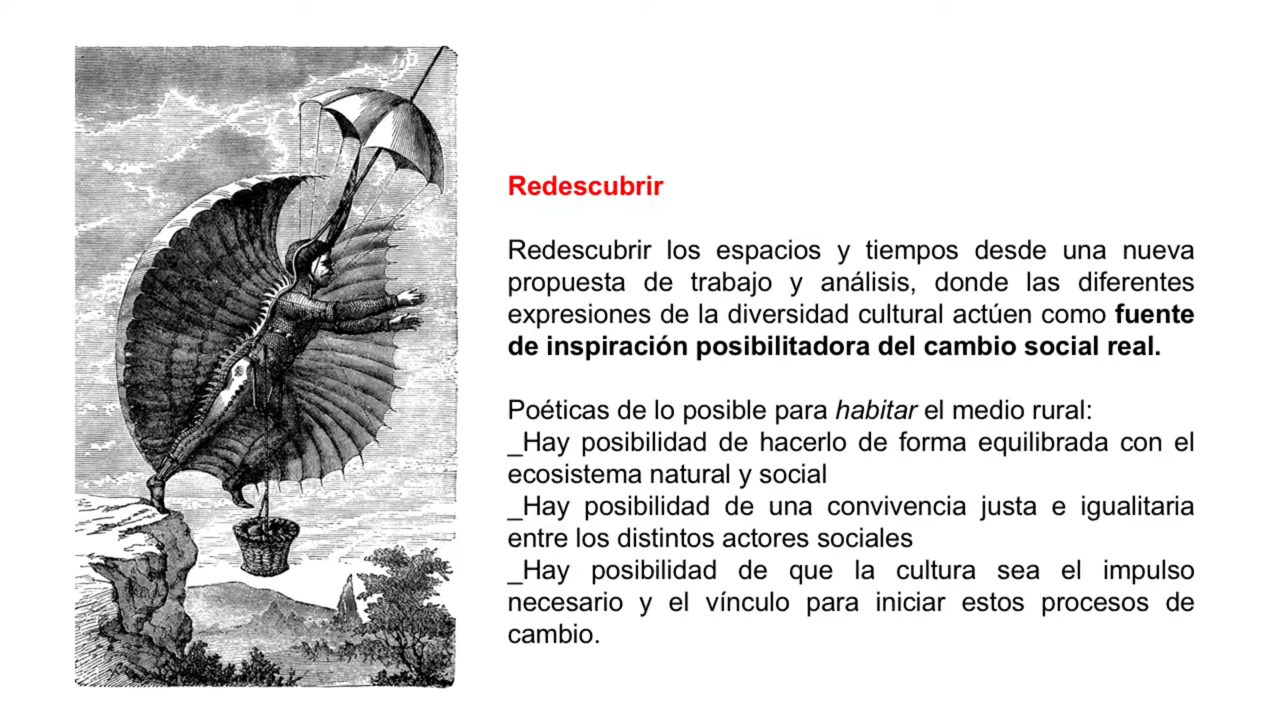 Redescubrir
Redescubrir los espacios y tiempos desde una nueva
propuesta de trabajo y análisis, donde las diferentes
expresiones de la diversidad cultural actúen como fuente
de inspiración posibilitadora del cambio social real.
Poéticas de lo posible para habitar el medio rural:
_Hay posibilidad de hacerlo de forma equilibrada con el
ecosistema natural y social
_Hay posibilidad de una convivencia justa e igualitaria
entre los distintos actores sociales
_Hay posibilidad de que la cultura sea el impulso
necesario y el vínculo para iniciar estos procesos de
cambio.